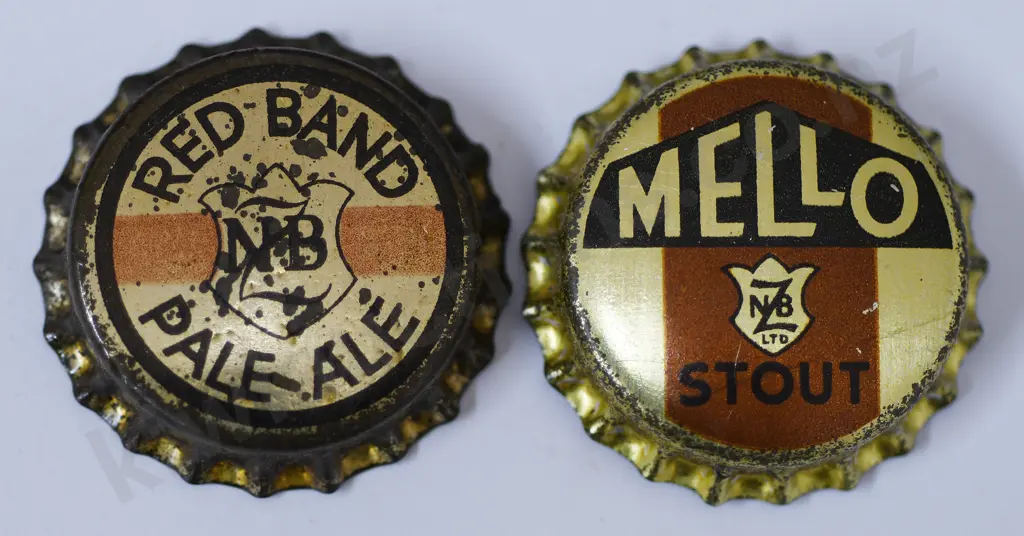 RED BAND
NZB
PALE ALE
MELLO
NZB
LTD
STOUT